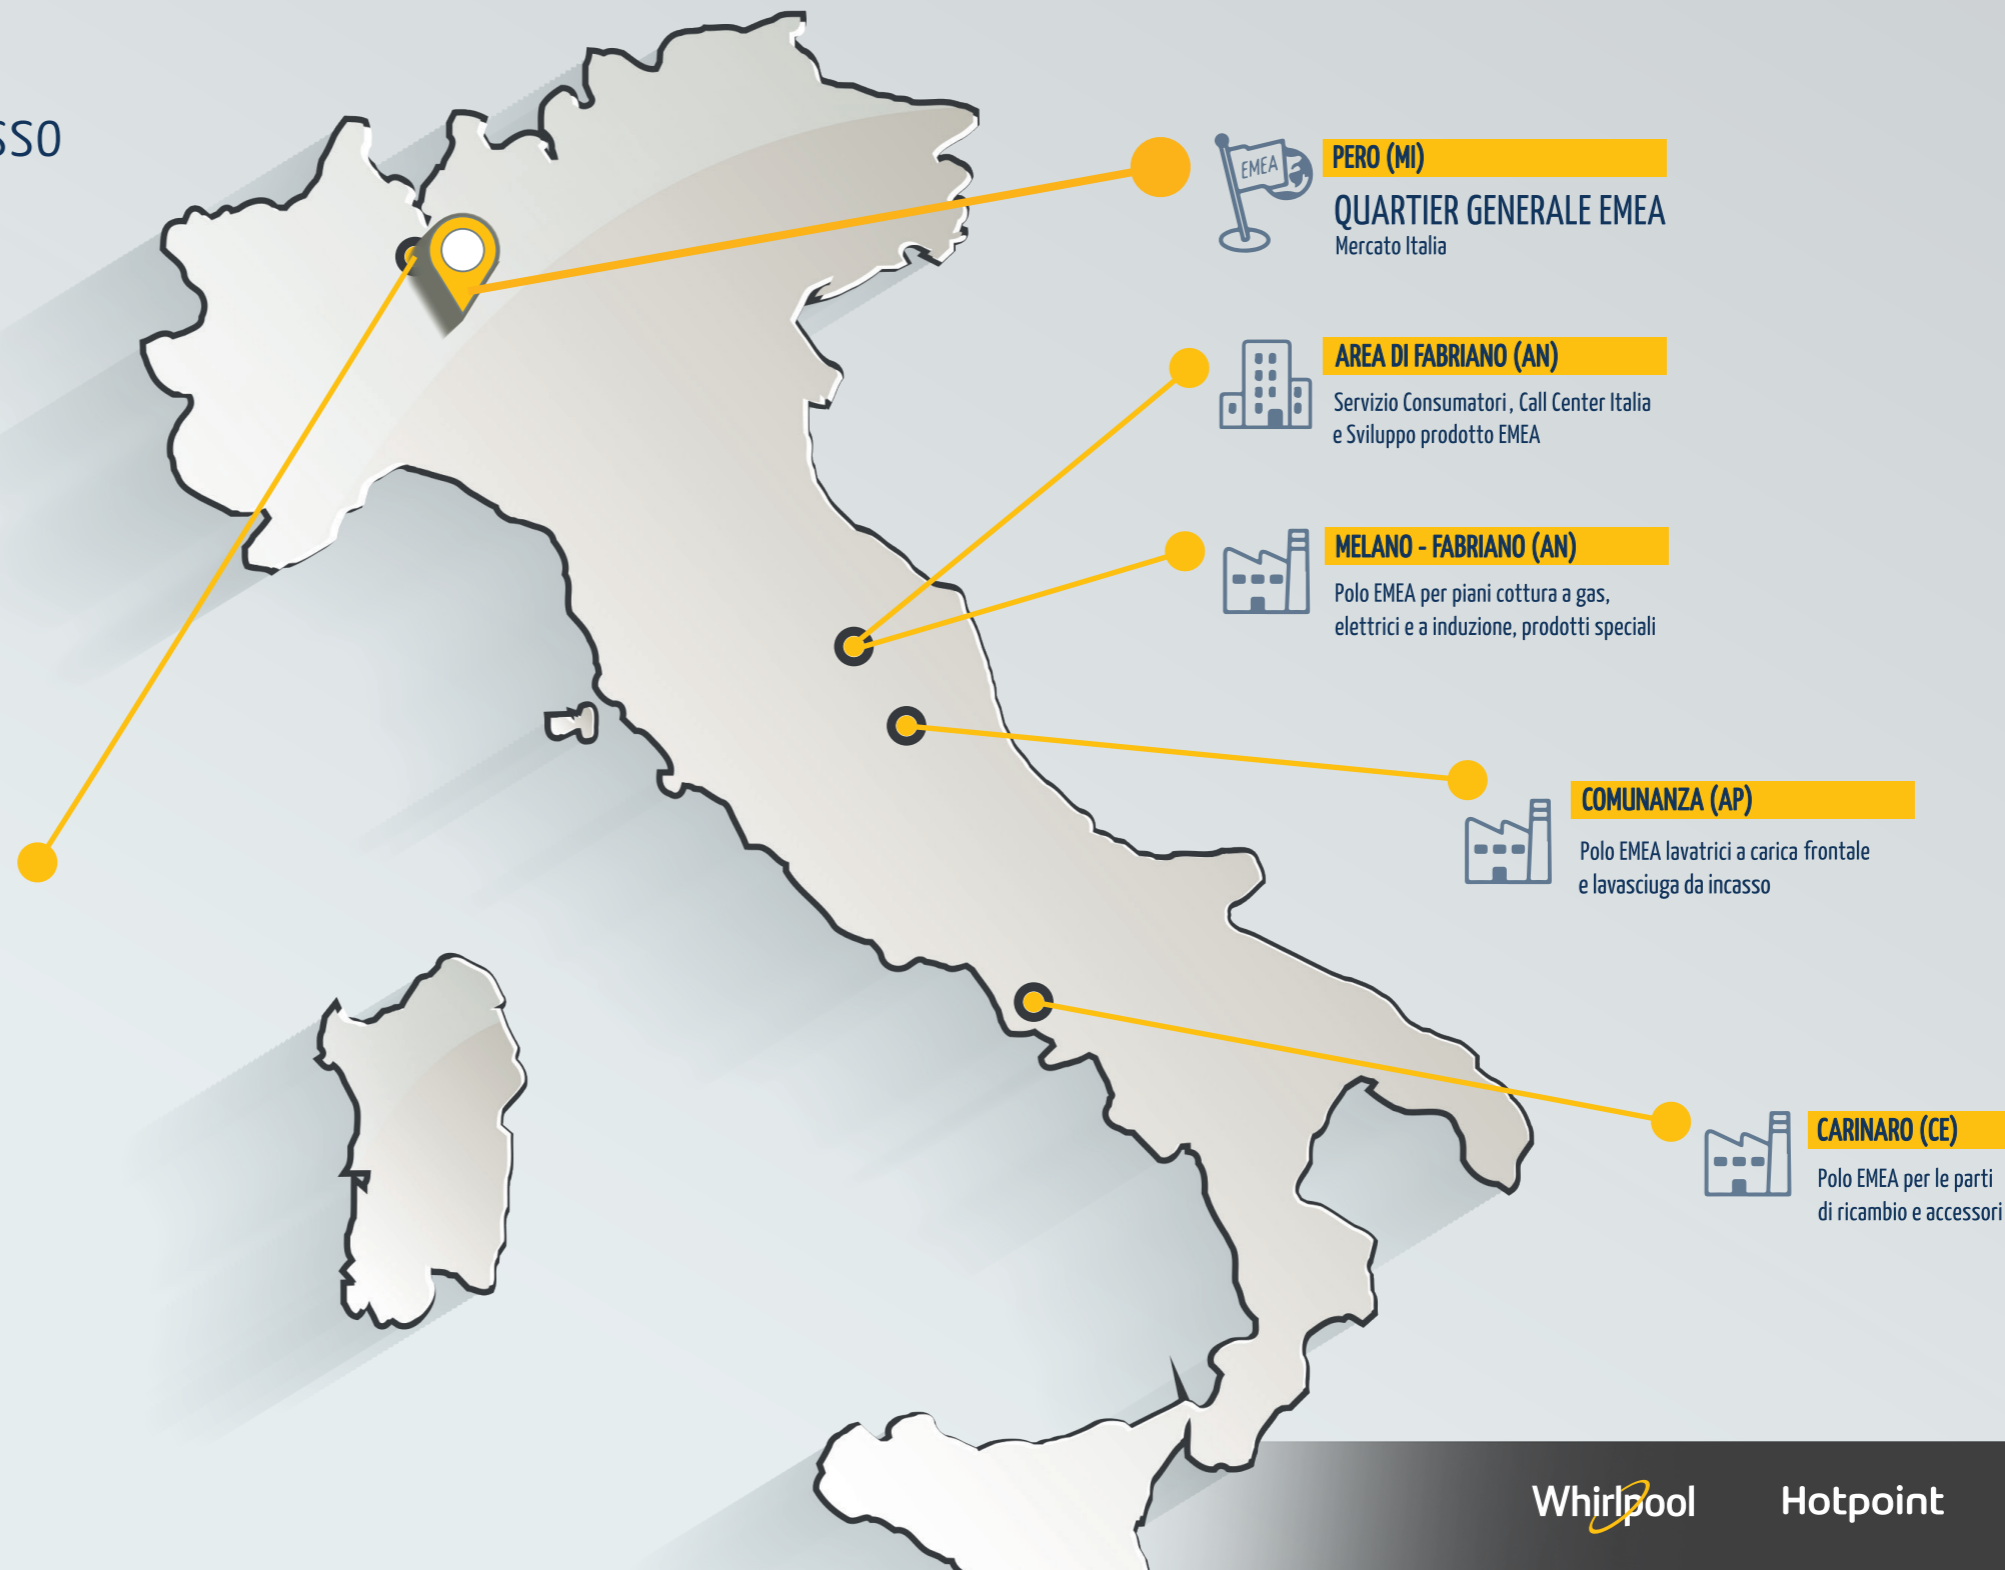 SSO
EMEA
PERO (MI)
QUARTIER GENERALE EMEA
Mercato Italia
AREA DI FABRIANO (AN)
Servizio Consumatori , Call Center Italia
e Sviluppo prodotto EMEA
MELANO - FABRIANO (AN)
Polo EMEA per piani cottura a gas,
elettrici e a induzione, prodotti speciali
COMUNANZA (AP)
Polo EMEA lavatrici a carica frontale
e lavasciuga da incasso
CARINARO (CE)
Polo EMEA per le parti
di ricambio e accessori
Whirlpool Hotpoint